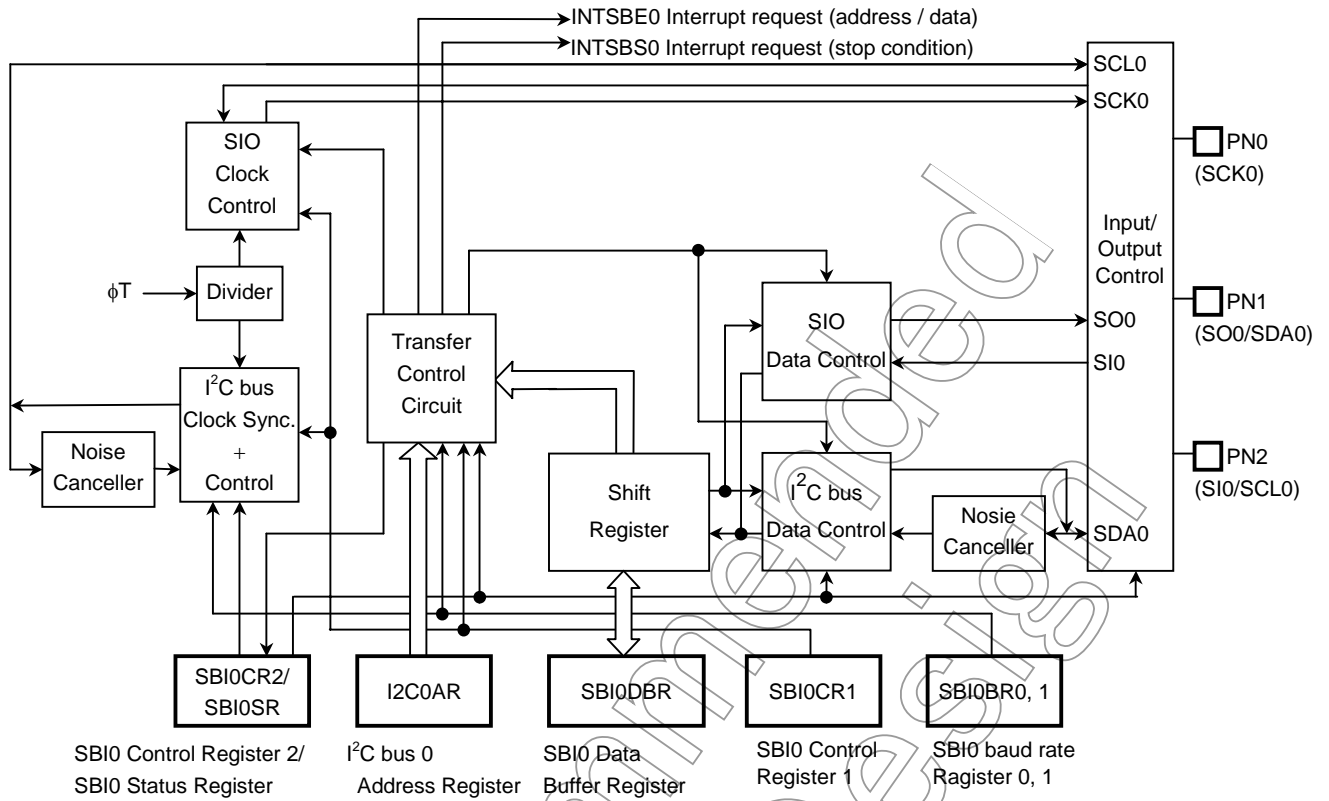 INTSBE0 Interrupt request (address / data)
INTSBS0 Interrupt request (stop condition)
SCL0
SCK0
SIO
Clock
Control
PN0
(SCK0)
Input/
Output
Control
φT
Divider
Transfer
Control
Circuit
SIO
Data Control
SO0
SI0
PN1
(SO0/SDA0)
I²C bus
Clock Sync.
+
Control
Noise
Canceller
Shift
Register
I²C bus
Data Control
Nosie
Canceller
SDA0
PN2
(SI0/SCL0)
SBI0CR2/
SBI0SR
I2C0AR
SBI0DBR
SBI0CR1
SBI0BR0, 1
SBI0 Control Register 2/
SBI0 Status Register
I²C bus 0
Address Register
SBI0 Data
Buffer Register
SBI0 Control
Register 1
SBI0 baud rate
Ragister 0, 1